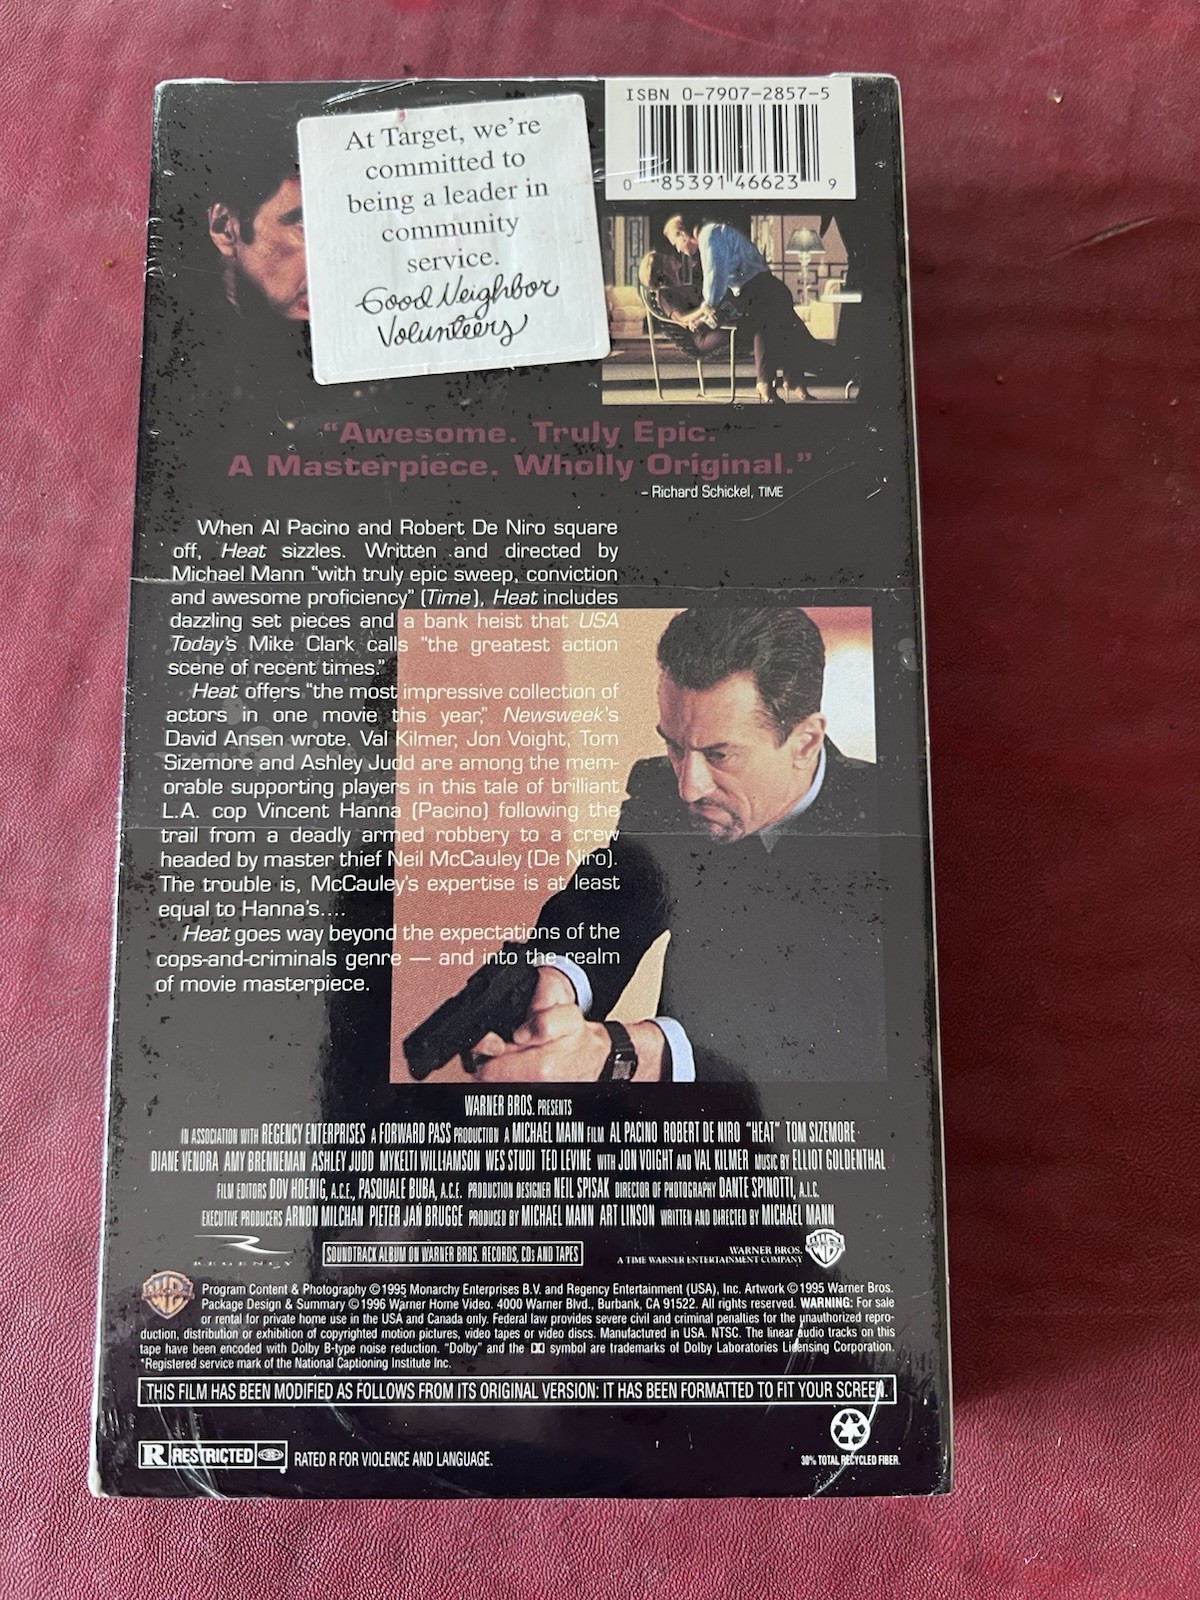 At Target, we're
committed to
being a leader in
community
service.
Good Neighbor
Volunteers
ISBN 0-7907-2857-5
0 85391 46623 9
"Awesome. Truly Epic.
A Masterpiece. Wholly Original."
– Richard Schickel, TIME
When Al Pacino and Robert De Niro square
off, Heat sizzles. Written and directed by
Michael Mann "with truly epic sweep, conviction
and awesome proficiency" (Time), Heat includes
dazzling set pieces and a bank heist that USA
Today's Mike Clark calls "the greatest action
scene of recent times."
Heat offers "the most impressive collection of
actors in one movie this year," Newsweek's
David Ansen wrote. Val Kilmer, Jon Voight, Tom
Sizemore and Ashley Judd are among the mem-
orable supporting players in this tale of brilliant
L.A. cop Vincent Hanna (Pacino) following the
trail from a deadly armed robbery to a crew
headed by master thief Neil McCauley (De Niro).
The trouble is, McCauley's expertise is at least
equal to Hanna's....
Heat goes way beyond the expectations of the
cops-and-criminals genre — and into the realm
of movie masterpiece.
WARNER BROS. PRESENTS
IN ASSOCIATION WITH REGENCY ENTERPRISES A FORWARD PASS PRODUCTION A MICHAEL MANN FILM AL PACINO ROBERT DE NIRO "HEAT" TOM SIZEMORE
DIANE VENORA AMY BRENNEMAN ASHLEY JUDD MYKELTI WILLIAMSON WES STUDI TED LEVINE WITH JON VOIGHT AND VAL KILMER MUSIC BY ELLIOT GOLDENTHAL
FILM EDITORS DOV HOENIG, A.C.E., PASQUALE BUBA, A.C.E. PRODUCTION DESIGNER NEIL SPISAK DIRECTOR OF PHOTOGRAPHY DANTE SPINOTTI, A.I.C.
EXECUTIVE PRODUCERS ARNON MILCHAN PIETER JAN BRUGGE PRODUCED BY MICHAEL MANN ART LINSON WRITTEN AND DIRECTED BY MICHAEL MANN
REGENCY
SOUNDTRACK ALBUM ON WARNER BROS. RECORDS, CDs AND TAPES
WARNER BROS.
A TIME WARNER ENTERTAINMENT COMPANY
Program Content & Photography ©1995 Monarchy Enterprises B.V. and Regency Entertainment (USA), Inc. Artwork ©1995 Warner Bros.
Package Design & Summary ©1996 Warner Home Video. 4000 Warner Blvd., Burbank, CA 91522. All rights reserved. WARNING: For sale
or rental for private home use in the USA and Canada only. Federal law provides severe civil and criminal penalties for the unauthorized repro-
duction, distribution or exhibition of copyrighted motion pictures, video tapes or video discs. Manufactured in USA. NTSC. The linear audio tracks on this
tape have been encoded with Dolby B-type noise reduction. "Dolby" and the DD symbol are trademarks of Dolby Laboratories Licensing Corporation.
*Registered service mark of the National Captioning Institute Inc.
THIS FILM HAS BEEN MODIFIED AS FOLLOWS FROM ITS ORIGINAL VERSION: IT HAS BEEN FORMATTED TO FIT YOUR SCREEN.
R RESTRICTED RATED R FOR VIOLENCE AND LANGUAGE.
30% TOTAL RECYCLED FIBER.